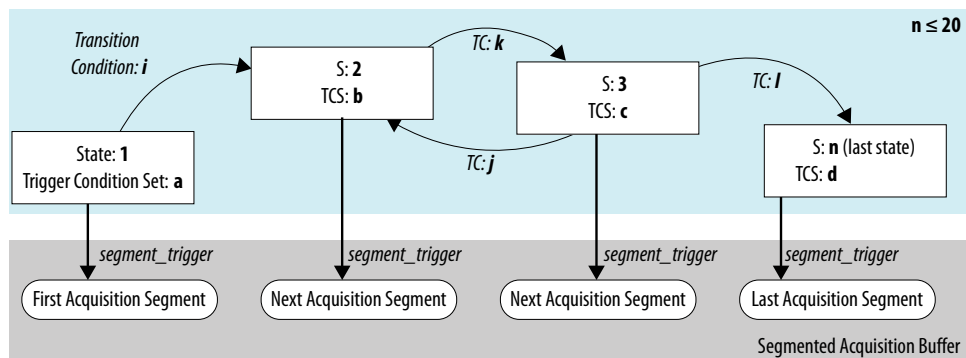 n ≤ 20
Transition
Condition: i
TC: k
S: 2
TCS: b
S: 3
TCS: c
TC: l
TC: j
State: 1
Trigger Condition Set: a
S: n (last state)
TCS: d
segment_trigger
segment_trigger
segment_trigger
segment_trigger
First Acquisition Segment
Next Acquisition Segment
Next Acquisition Segment
Last Acquisition Segment
Segmented Acquisition Buffer